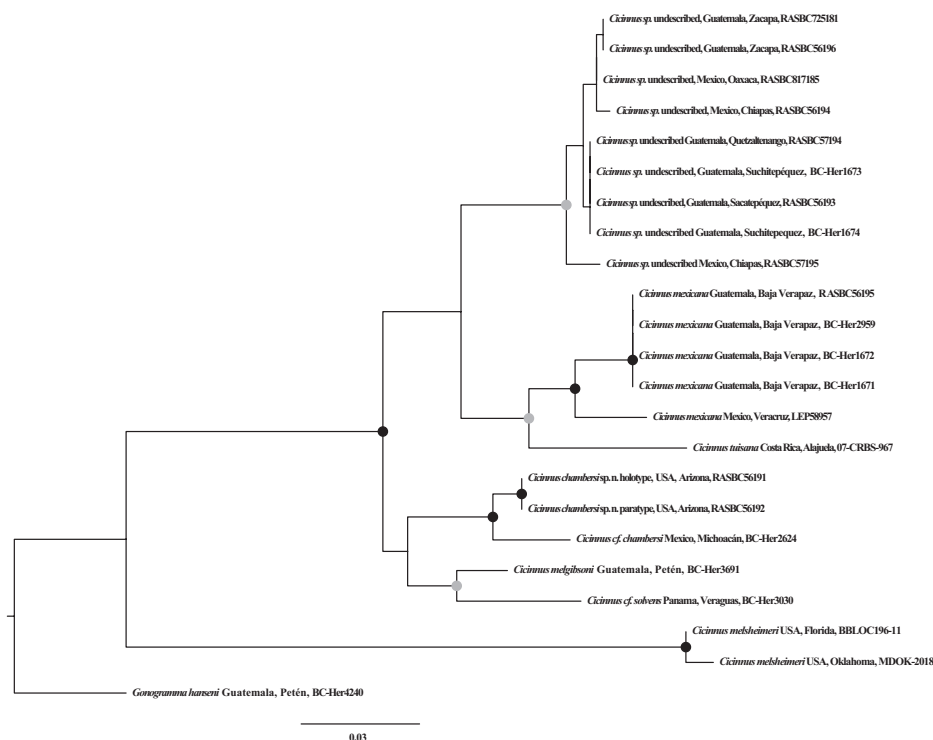 Cicinnus sp. undescribed, Guatemala, Zacapa, RASBC725181
Cicinnus sp. undescribed, Guatemala, Zacapa, RASBC56196
Cicinnus sp. undescribed, Mexico, Oaxaca, RASBC817185
Cicinnus sp. undescribed, Mexico, Chiapas, RASBC56194
Cicinnus sp. undescribed Guatemala, Quetzaltenango, RASBC57194
Cicinnus sp. undescribed, Guatemala, Suchitepéquez, BC-Her1673
Cicinnus sp. undescribed, Guatemala, Sacatepéquez, RASBC56193
Cicinnus sp. undescribed Guatemala, Suchitepequez, BC-Her1674
Cicinnus sp. undescribed Mexico, Chiapas, RASBC57195
Cicinnus mexicana Guatemala, Baja Verapaz, RASBC56195
Cicinnus mexicana Guatemala, Baja Verapaz, BC-Her2959
Cicinnus mexicana Guatemala, Baja Verapaz, BC-Her1672
Cicinnus mexicana Guatemala, Baja Verapaz, BC-Her1671
Cicinnus mexicana Mexico, Veracruz, LEP58957
Cicinnus tuisana Costa Rica, Alajuela, 07-CRBS-967
Cicinnus chambersi sp. n. holotype, USA, Arizona, RASBC56191
Cicinnus chambersi sp. n. paratype, USA, Arizona, RASBC56192
Cicinnus cf. chambersi Mexico, Michoacán, BC-Her2624
Cicinnus melgibsoni Guatemala, Petén, BC-Her3691
Cicinnus cf. solvens Panama, Veraguas, BC-Her3030
Cicinnus melsheimeri USA, Florida, BBLOC196-11
Cicinnus melsheimeri USA, Oklahoma, MDOK-2018
Gonogramma hanseni Guatemala, Petén, BC-Her4240
0.03